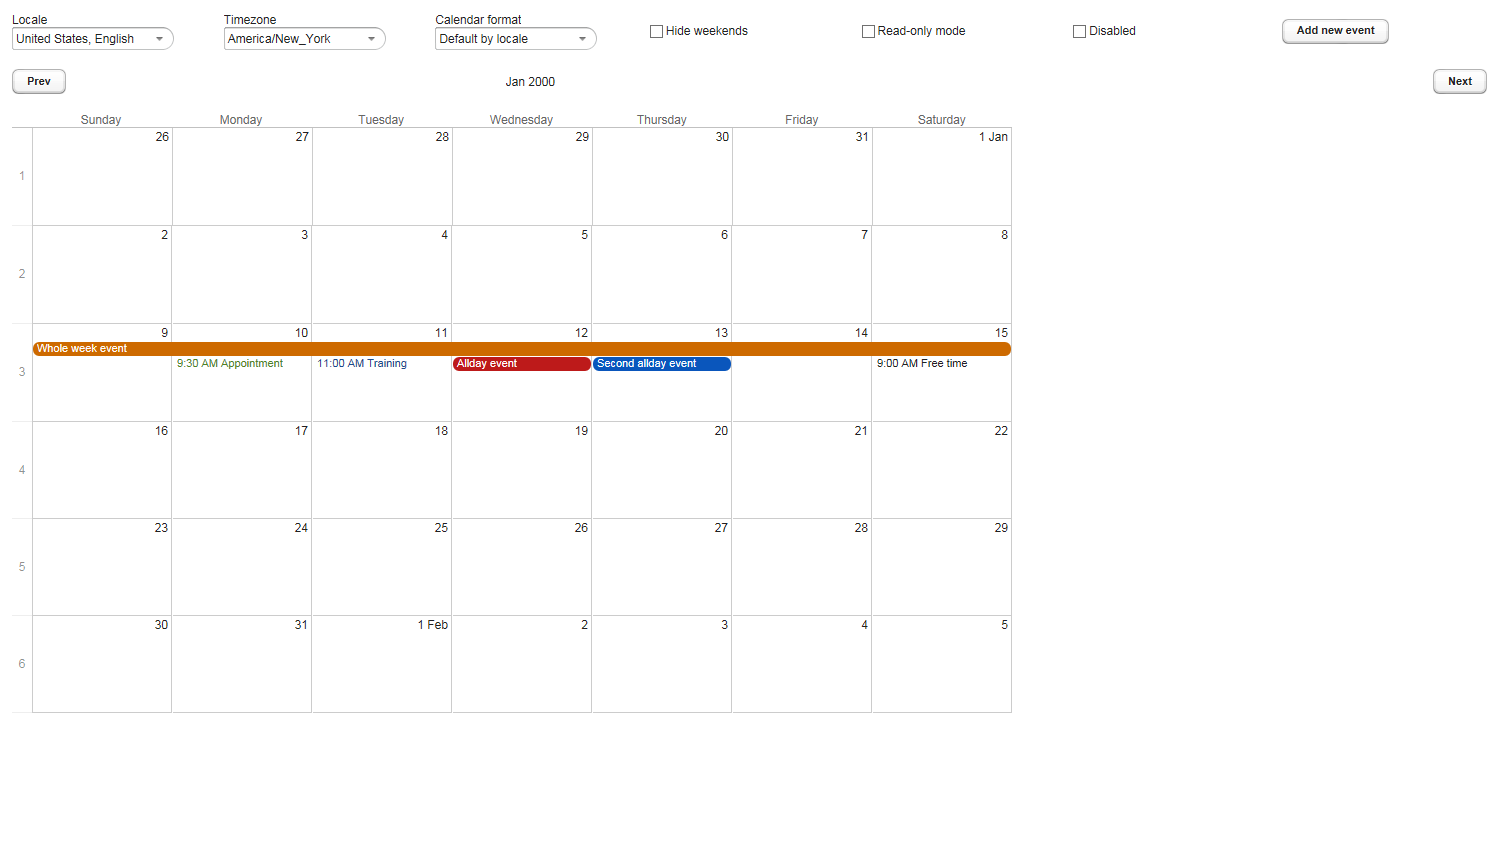 Locale
United States, English
Timezone
America/New_York
Calendar format
Default by locale
Hide weekends
Read-only mode
Disabled
Add new event
Prev
Jan 2000
Next
Sunday Monday Tuesday Wednesday Thursday Friday Saturday
26 27 28 29 30 31 1 Jan
1
2 3 4 5 6 7 8
2
9 10 11 12 13 14 15
Whole week event
9:30 AM Appointment 11:00 AM Training Allday event Second allday event 9:00 AM Free time
3
16 17 18 19 20 21 22
4
23 24 25 26 27 28 29
5
30 31 1 Feb 2 3 4 5
6